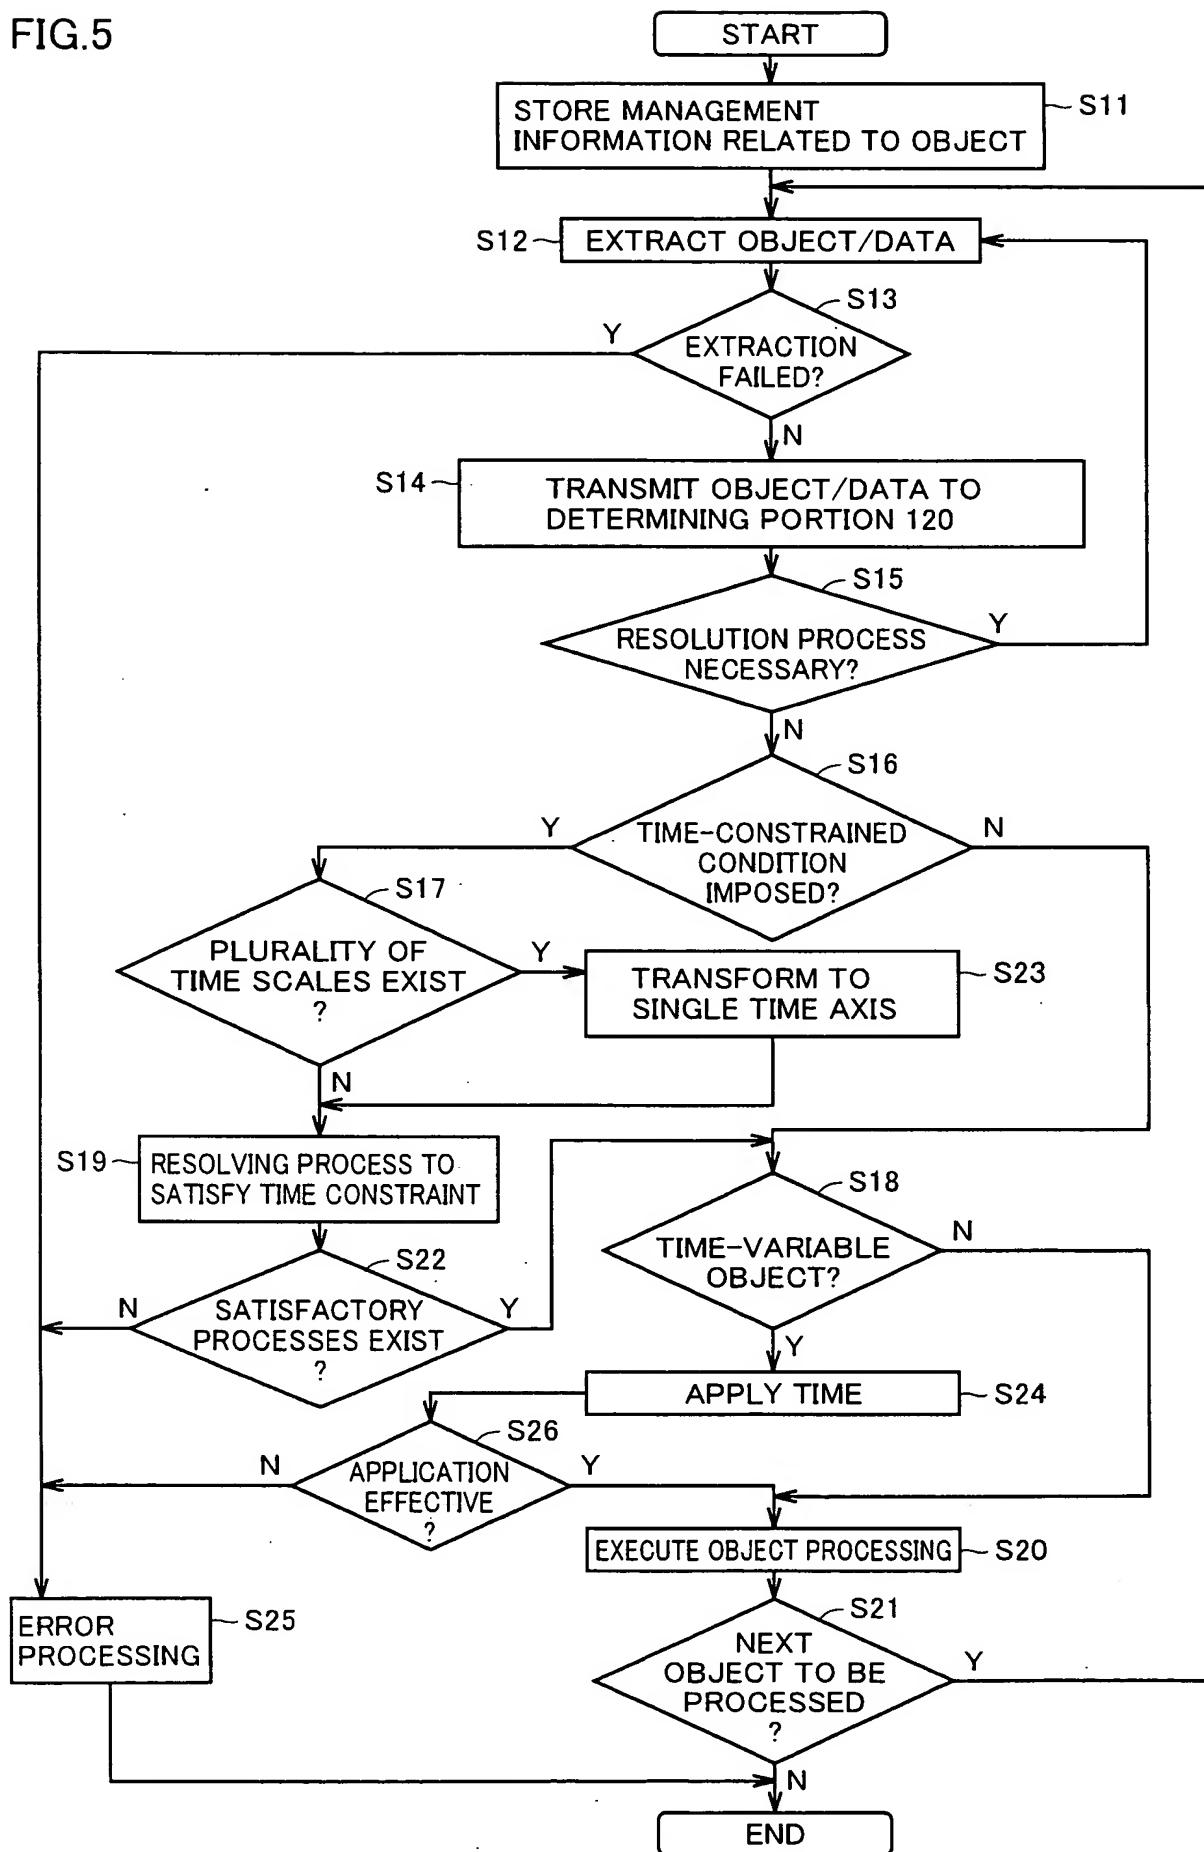 FIG.5
START
STORE MANAGEMENT
INFORMATION RELATED TO OBJECT
S11
S12
EXTRACT OBJECT/DATA
S13
Y
EXTRACTION
FAILED?
N
S14
TRANSMIT OBJECT/DATA TO
DETERMINING PORTION 120
S15
RESOLUTION PROCESS
NECESSARY?
Y
N
S16
Y
TIME-CONSTRAINED
CONDITION
IMPOSED?
N
S17
PLURALITY OF
TIME SCALES EXIST
?
Y
TRANSFORM TO
SINGLE TIME AXIS
S23
N
S19
RESOLVING PROCESS TO
SATISFY TIME CONSTRAINT
S18
TIME-VARIABLE
OBJECT?
N
Y
S22
N
SATISFACTORY
PROCESSES EXIST
?
Y
APPLY TIME
S24
S26
N
APPLICATION
EFFECTIVE
?
Y
EXECUTE OBJECT PROCESSING
S20
ERROR
PROCESSING
S25
S21
NEXT
OBJECT TO BE
PROCESSED
?
Y
N
END